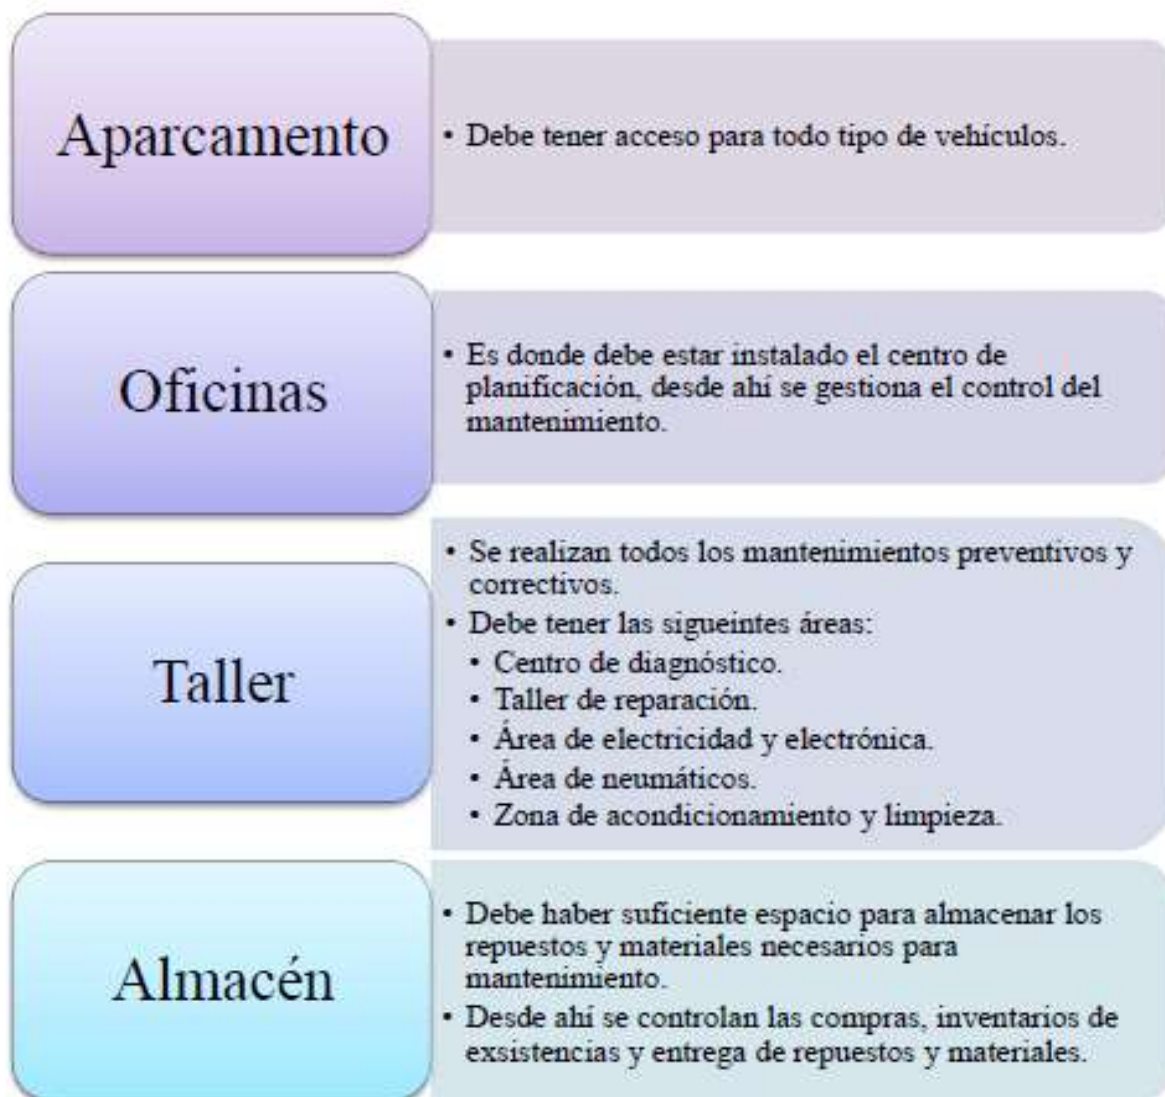 Aparcamento
• Debe tener acceso para todo tipo de vehículos.
Oficinas
• Es donde debe estar instalado el centro de
planificación, desde ahí se gestiona el control del
mantenimiento.
Taller
• Se realizan todos los mantenimientos preventivos y
correctivos.
• Debe tener las sigueintes áreas:
• Centro de diagnóstico.
• Taller de reparación.
• Área de electricidad y electrónica.
• Área de neumáticos.
• Zona de acondicionamiento y limpieza.
Almacén
• Debe haber suficiente espacio para almacenar los
repuestos y materiales necesarios para
mantenimiento.
• Desde ahí se controlan las compras, inventarios de
exsistencias y entrega de repuestos y materiales.